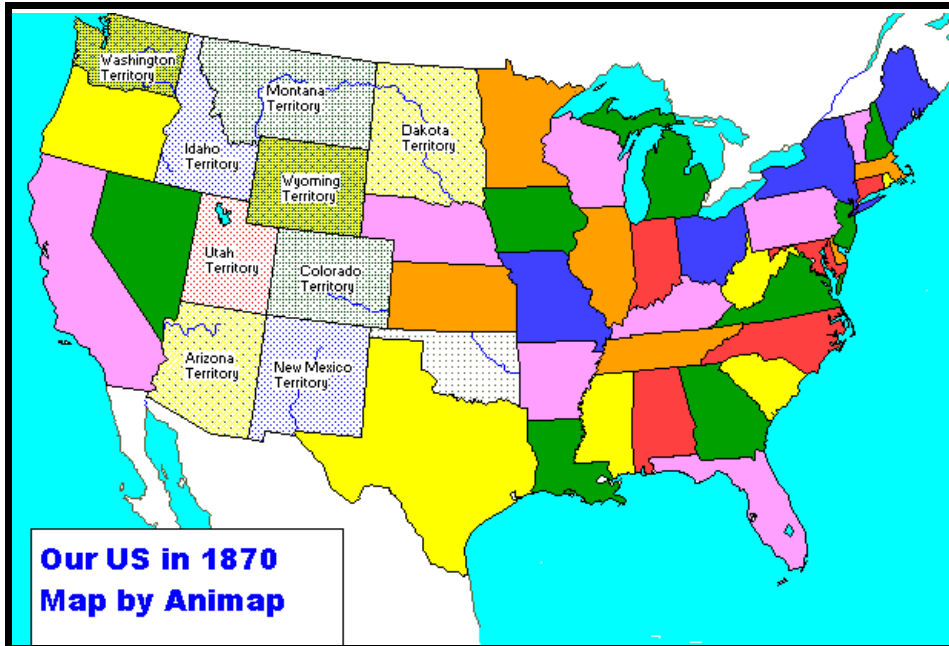 Washington
Territory
Montana
Territory
Dakota
Territory
Idaho
Territory
Wyoming
Territory
Utah
Territory
Colorado
Territory
Arizona
Territory
New Mexico
Territory
Our US in 1870
Map by Animap